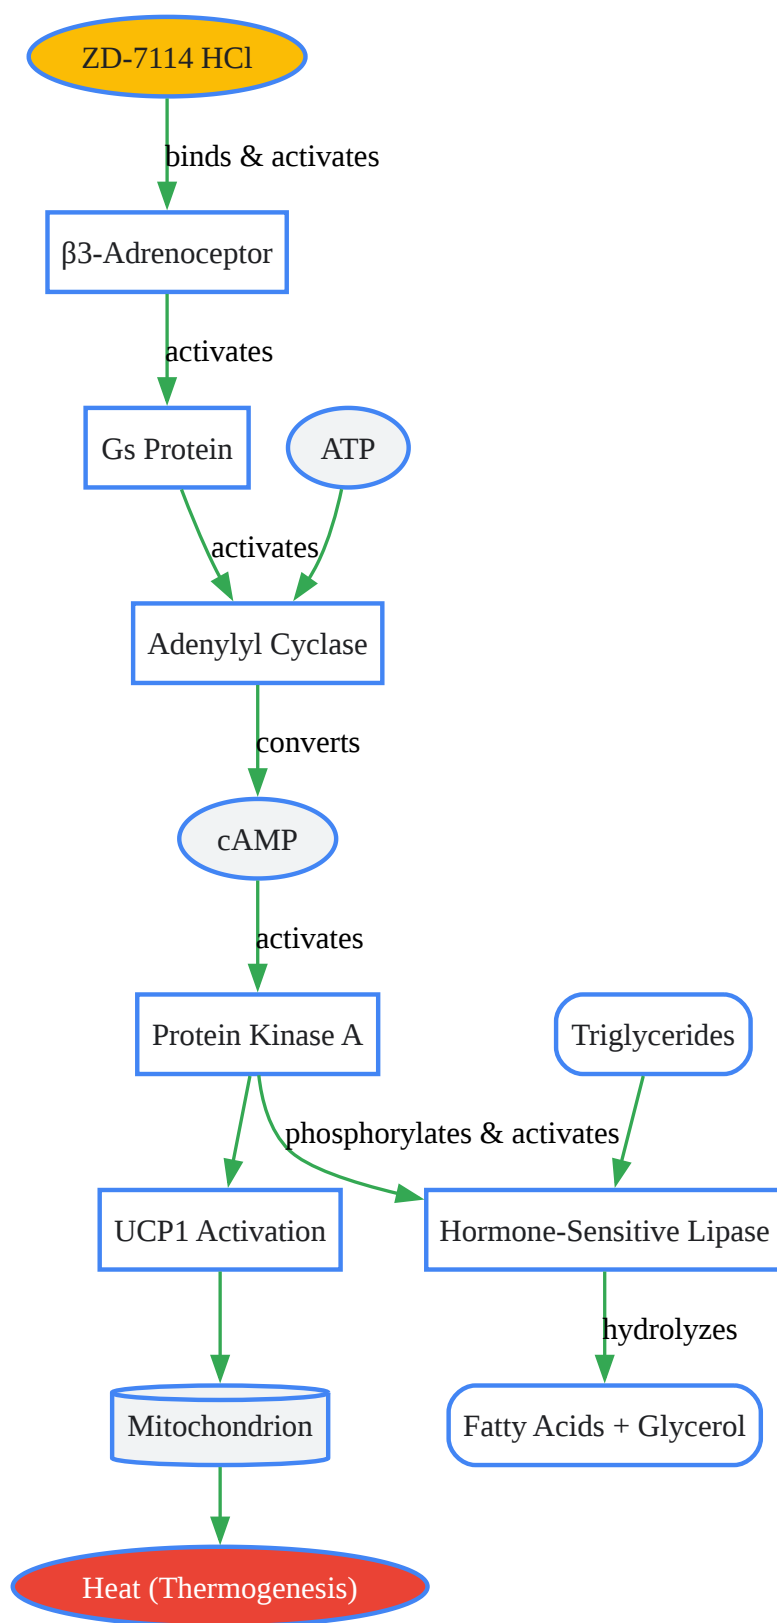 ZD-7114 HCl
binds & activates
β3-Adrenoceptor
activates
Gs Protein
ATP
activates
Adenylyl Cyclase
converts
cAMP
activates
Protein Kinase A
Triglycerides
phosphorylates & activates
UCP1 Activation
Hormone-Sensitive Lipase
hydrolyzes
Mitochondrion
Fatty Acids + Glycerol
Heat (Thermogenesis)